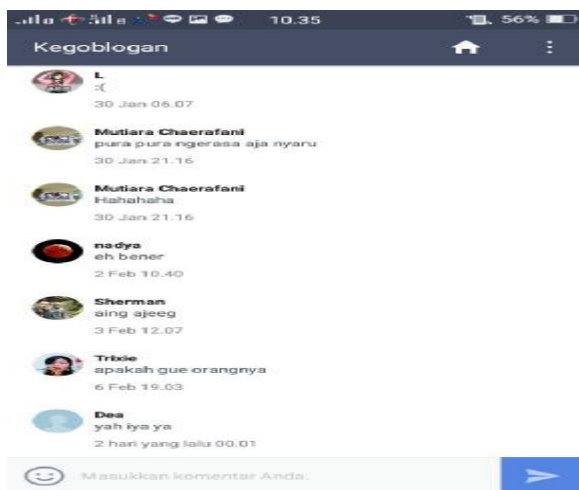 10.35
56%
Kegoblogan
L
:(
30 Jan 06.07
Mutiara Chaerafani
pura pura ngerasa aja nyaru
30 Jan 21.16
Mutiara Chaerafani
Hahahaha
30 Jan 21.16
nadya
eh bener
2 Feb 10.40
Sherman
aing ajeeg
3 Feb 12.07
Trixie
apakah gue orangnya
6 Feb 19.03
Dea
yah iya ya
2 hari yang lalu 00.01
Masukkan komentar Anda.